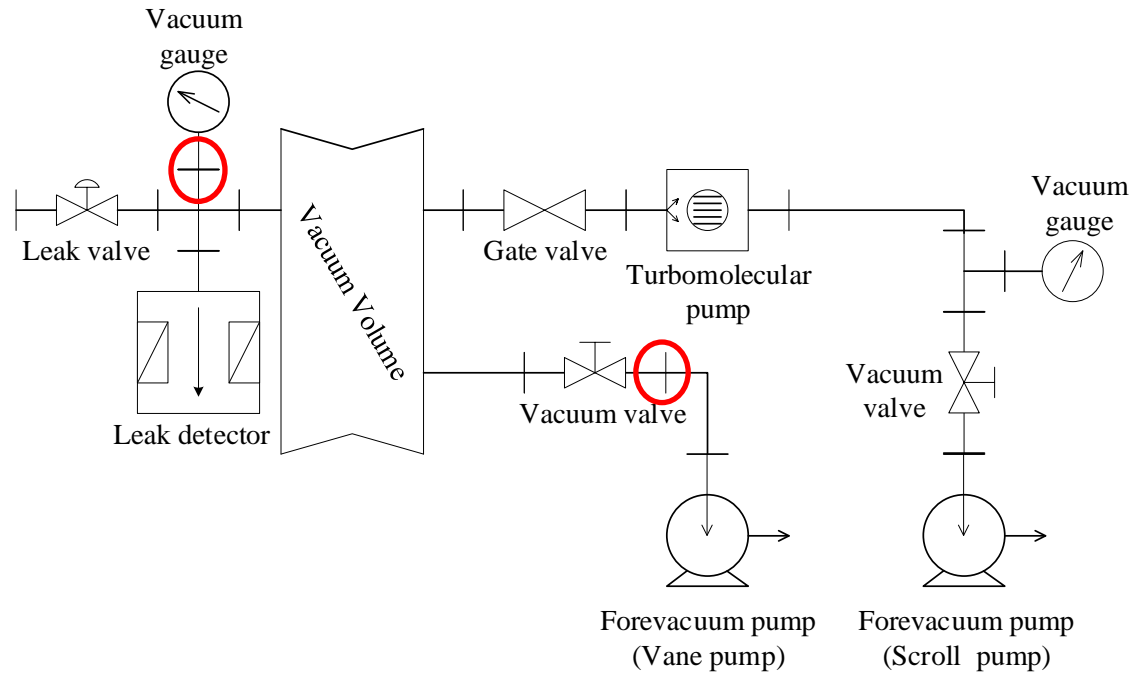 Vacuum
gauge
Leak valve
Leak detector
Vacuum Volume
Gate valve
Turbomolecular
pump
Vacuum
gauge
Vacuum valve
Vacuum
valve
Forevacuum pump
(Vane pump)
Forevacuum pump
(Scroll pump)